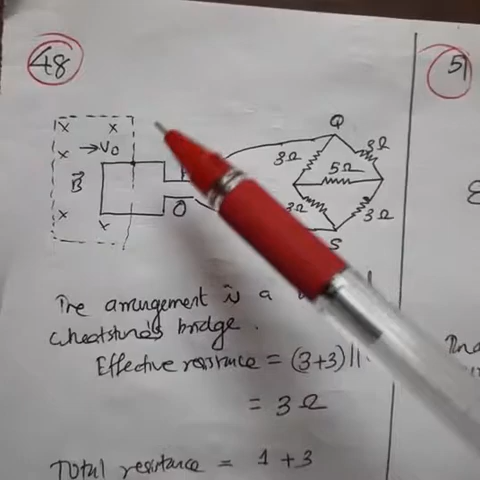 48
51
x x
x →V₀
B⃗
x
x
O
Q
3Ω 3Ω
5Ω
3Ω 3Ω
S
The arrangement is a
wheatstone's bridge.
Effective resistance = (3+3)||
= 3 Ω
Total resistance = 1 + 3